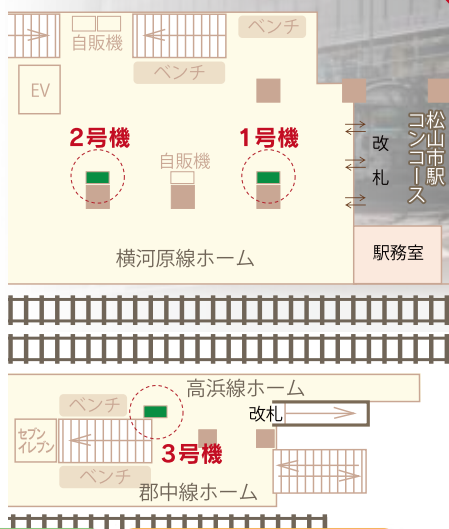 ベンチ
自販機
ベンチ
EV
2号機
1号機
自販機
改
札
松山市駅
コンコース
横河原線ホーム
駅務室
高浜線ホーム
ベンチ
改札
セブン
イレブン
3号機
ベンチ
郡中線ホーム